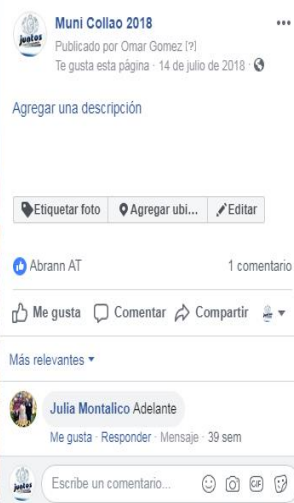 Muni Collao 2018
Publicado por Omar Gomez [?]
Te gusta esta página · 14 de julio de 2018 ·
Agregar una descripción
Etiquetar foto Agregar ubi... Editar
Abrann AT 1 comentario
Me gusta Comentar Compartir
Más relevantes
Julia Montalico Adelante
Me gusta · Responder · Mensaje · 39 sem
Escribe un comentario... GIF